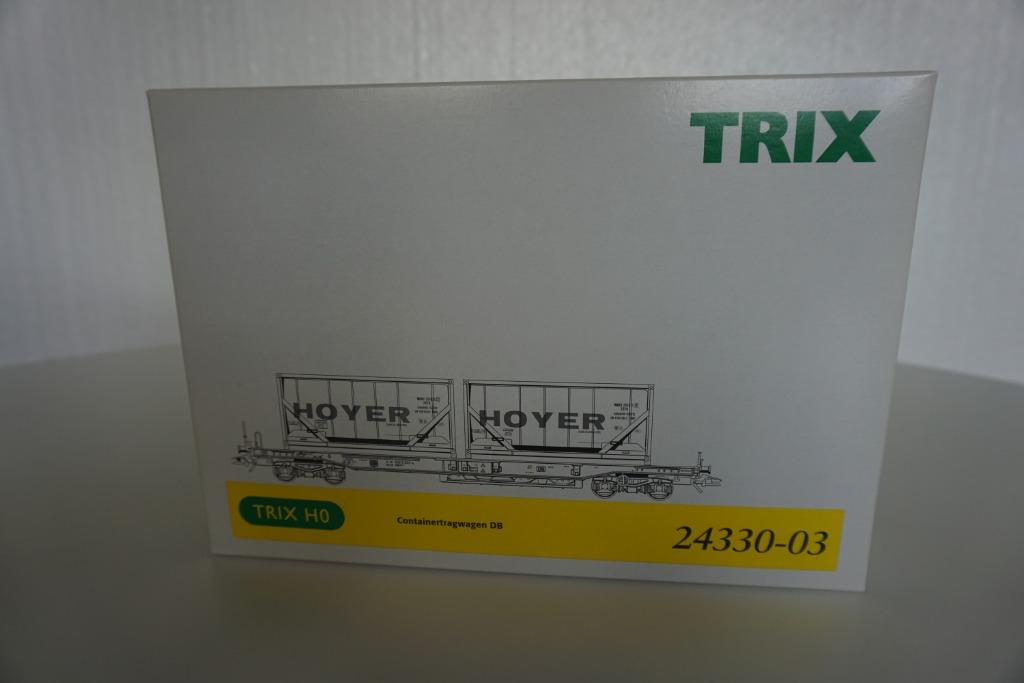 TRIX
HOYER
HOYER
TRIX H0
Containertragwagen DB
24330-03